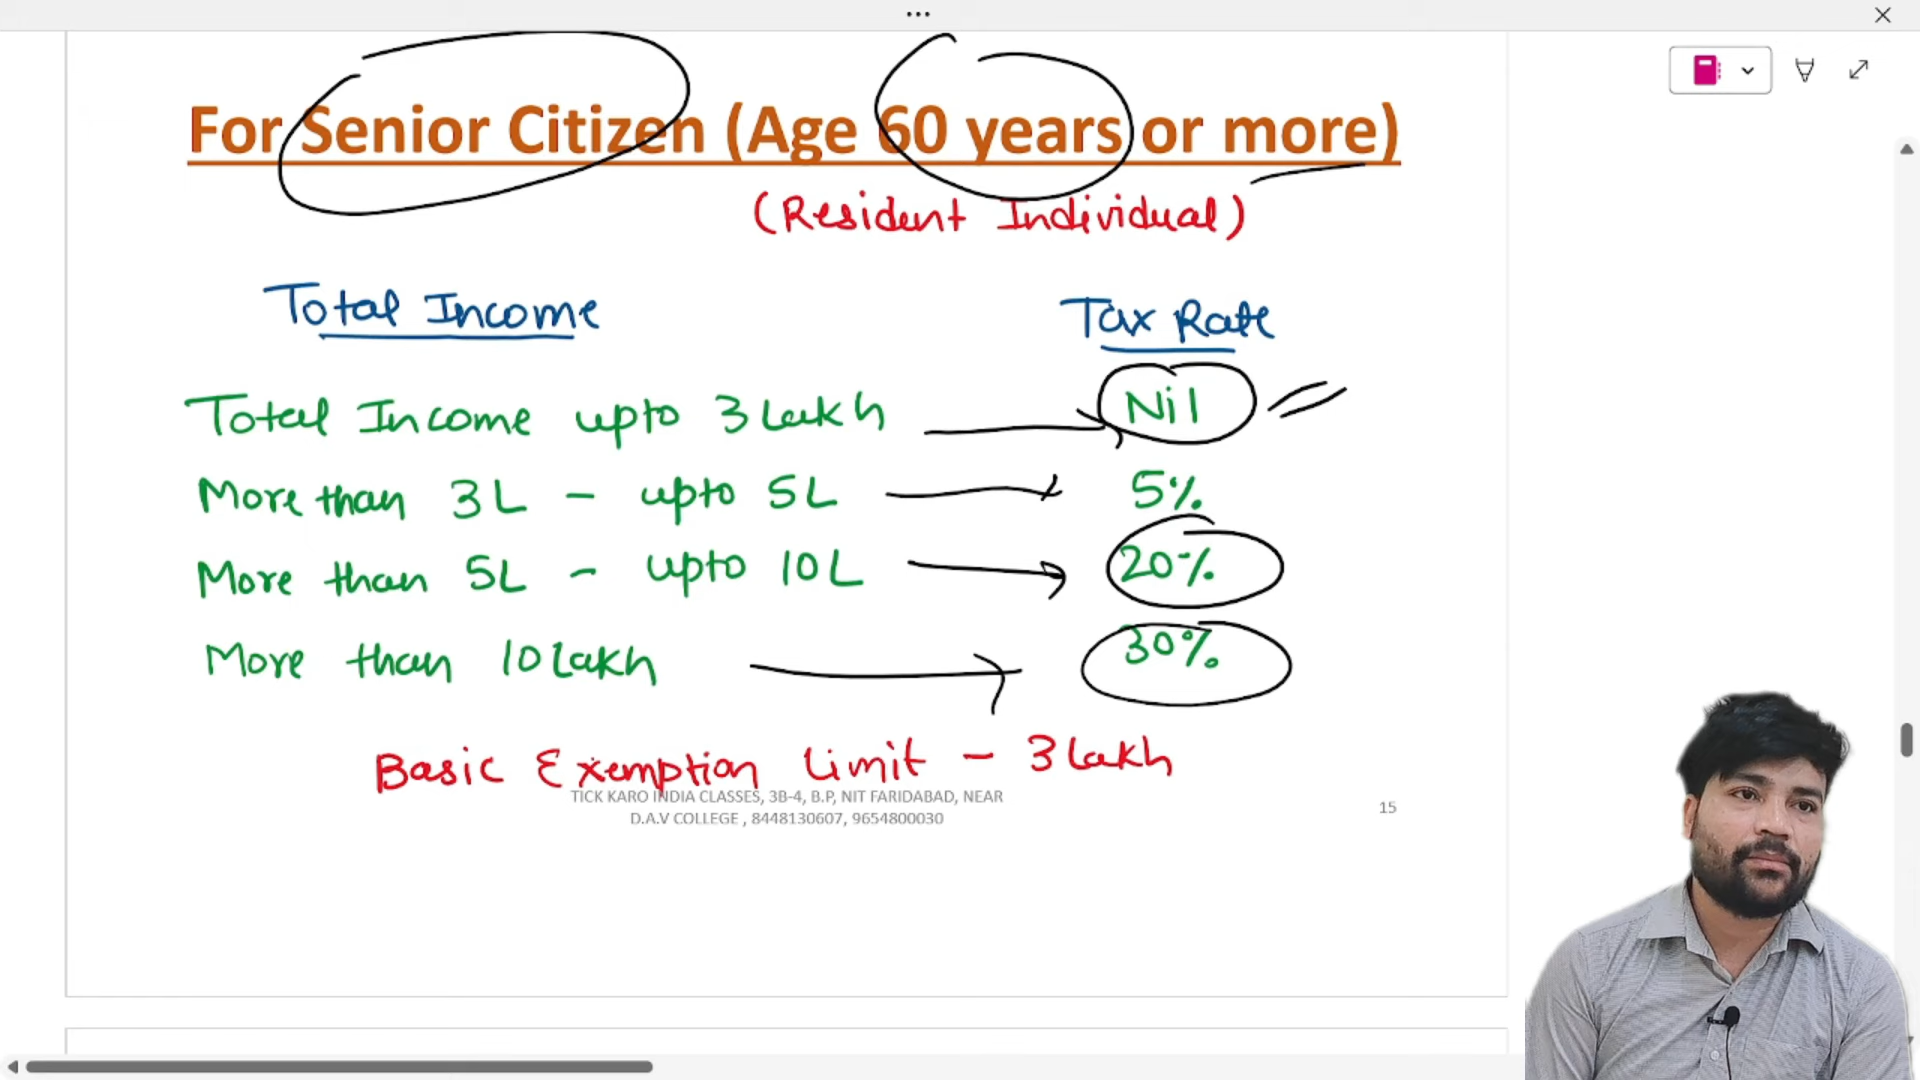 For Senior Citizen (Age 60 years or more)
(Resident Individual)
Total Income Tax Rate
Total Income upto 3 Lakh Nil
More than 3L - upto 5L 5%
More than 5L - upto 10L 20%
More than 10 Lakh 30%
Basic Exemption Limit - 3 Lakh
TICK KARO INDIA CLASSES, 3B-4, B.P, NIT FARIDABAD, NEAR
D.A.V COLLEGE , 8448130607, 9654800030
15